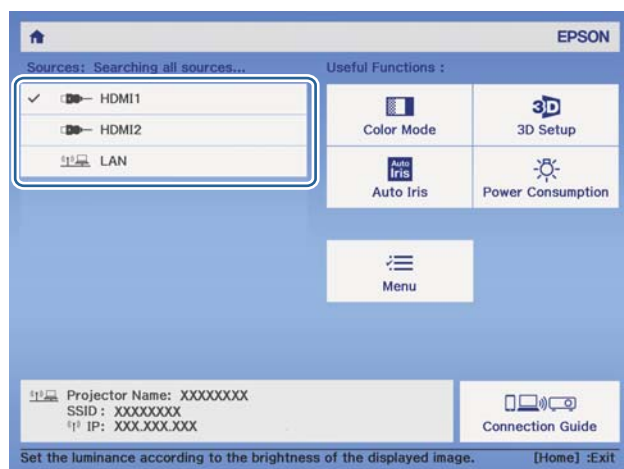 EPSON
Sources: Searching all sources...
Useful Functions :
HDMI1
HDMI2
LAN
Color Mode
3D
3D Setup
Auto
Iris
Auto Iris
Power Consumption
Menu
Projector Name: XXXXXXXX
SSID : XXXXXXXX
IP: XXX.XXX.XXX
Connection Guide
Set the luminance according to the brightness of the displayed image. [Home] :Exit